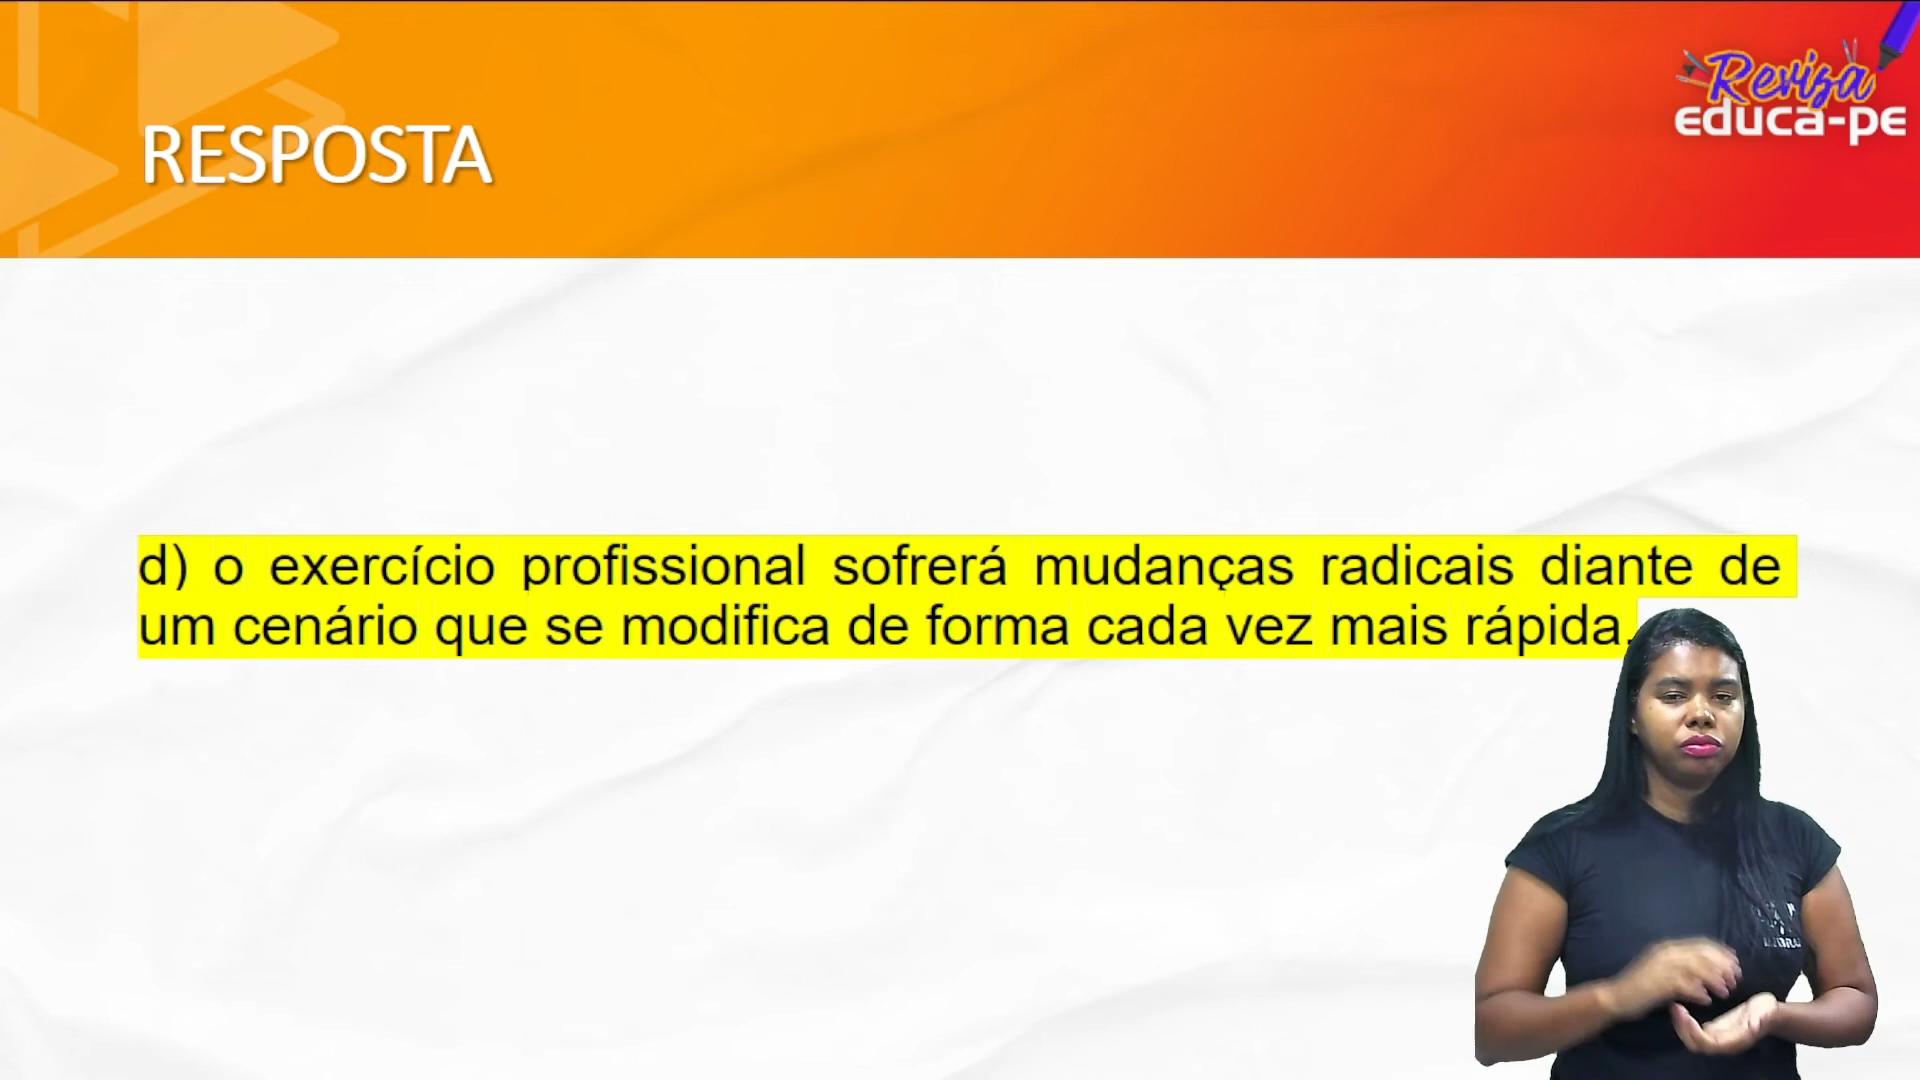 Reviza
educa-pe
RESPOSTA
d) o exercício profissional sofrerá mudanças radicais diante de
um cenário que se modifica de forma cada vez mais rápida.